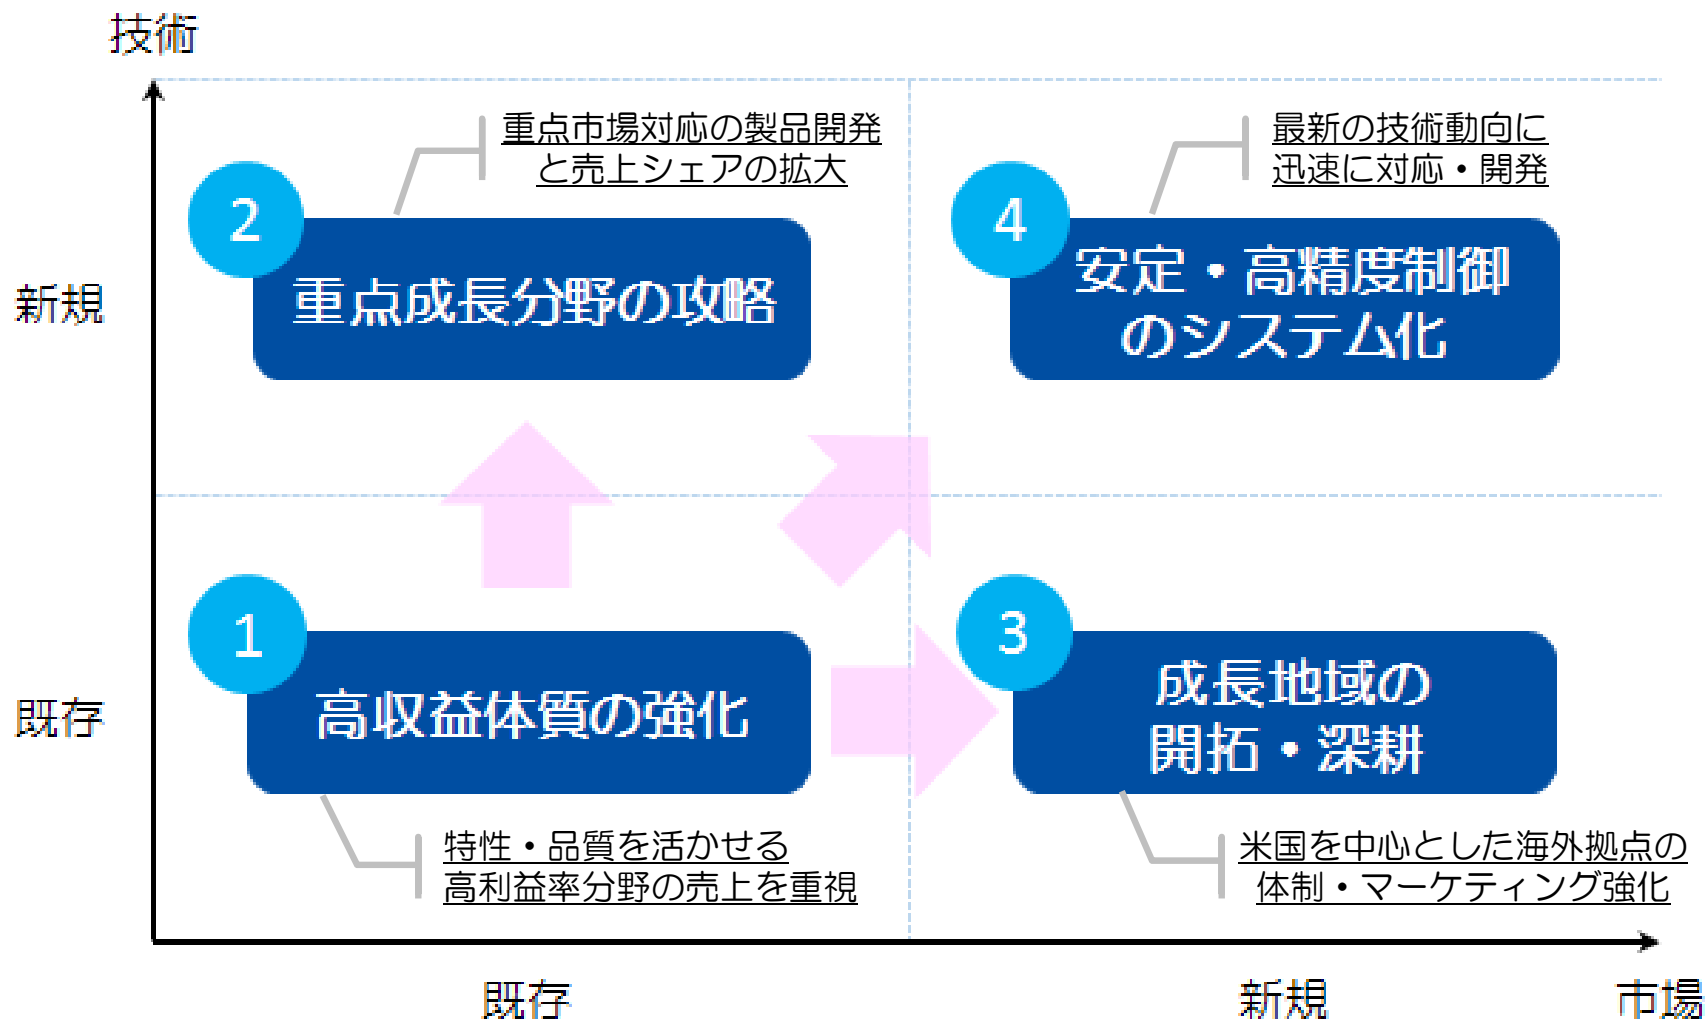 技術
重点市場対応の製品開発
と売上シェアの拡大
最新の技術動向に
迅速に対応・開発
2
4
新規
重点成長分野の攻略
安定・高精度制御
のシステム化
1
3
既存
高収益体質の強化
成長地域の
開拓・深耕
特性・品質を活かせる
高利益率分野の売上を重視
米国を中心とした海外拠点の
体制・マーケティング強化
既存
新規
市場